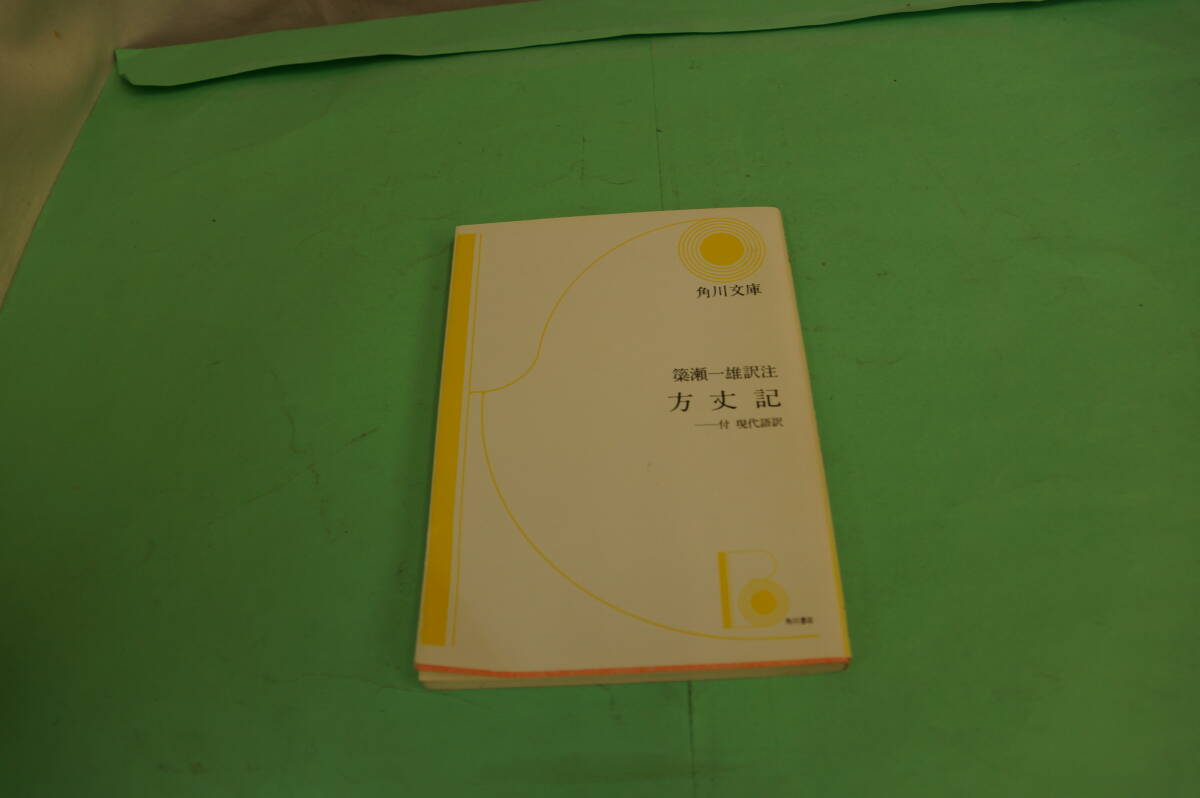 角川文庫
簗瀬一雄訳注
方丈記
――付 現代語訳
角川書店